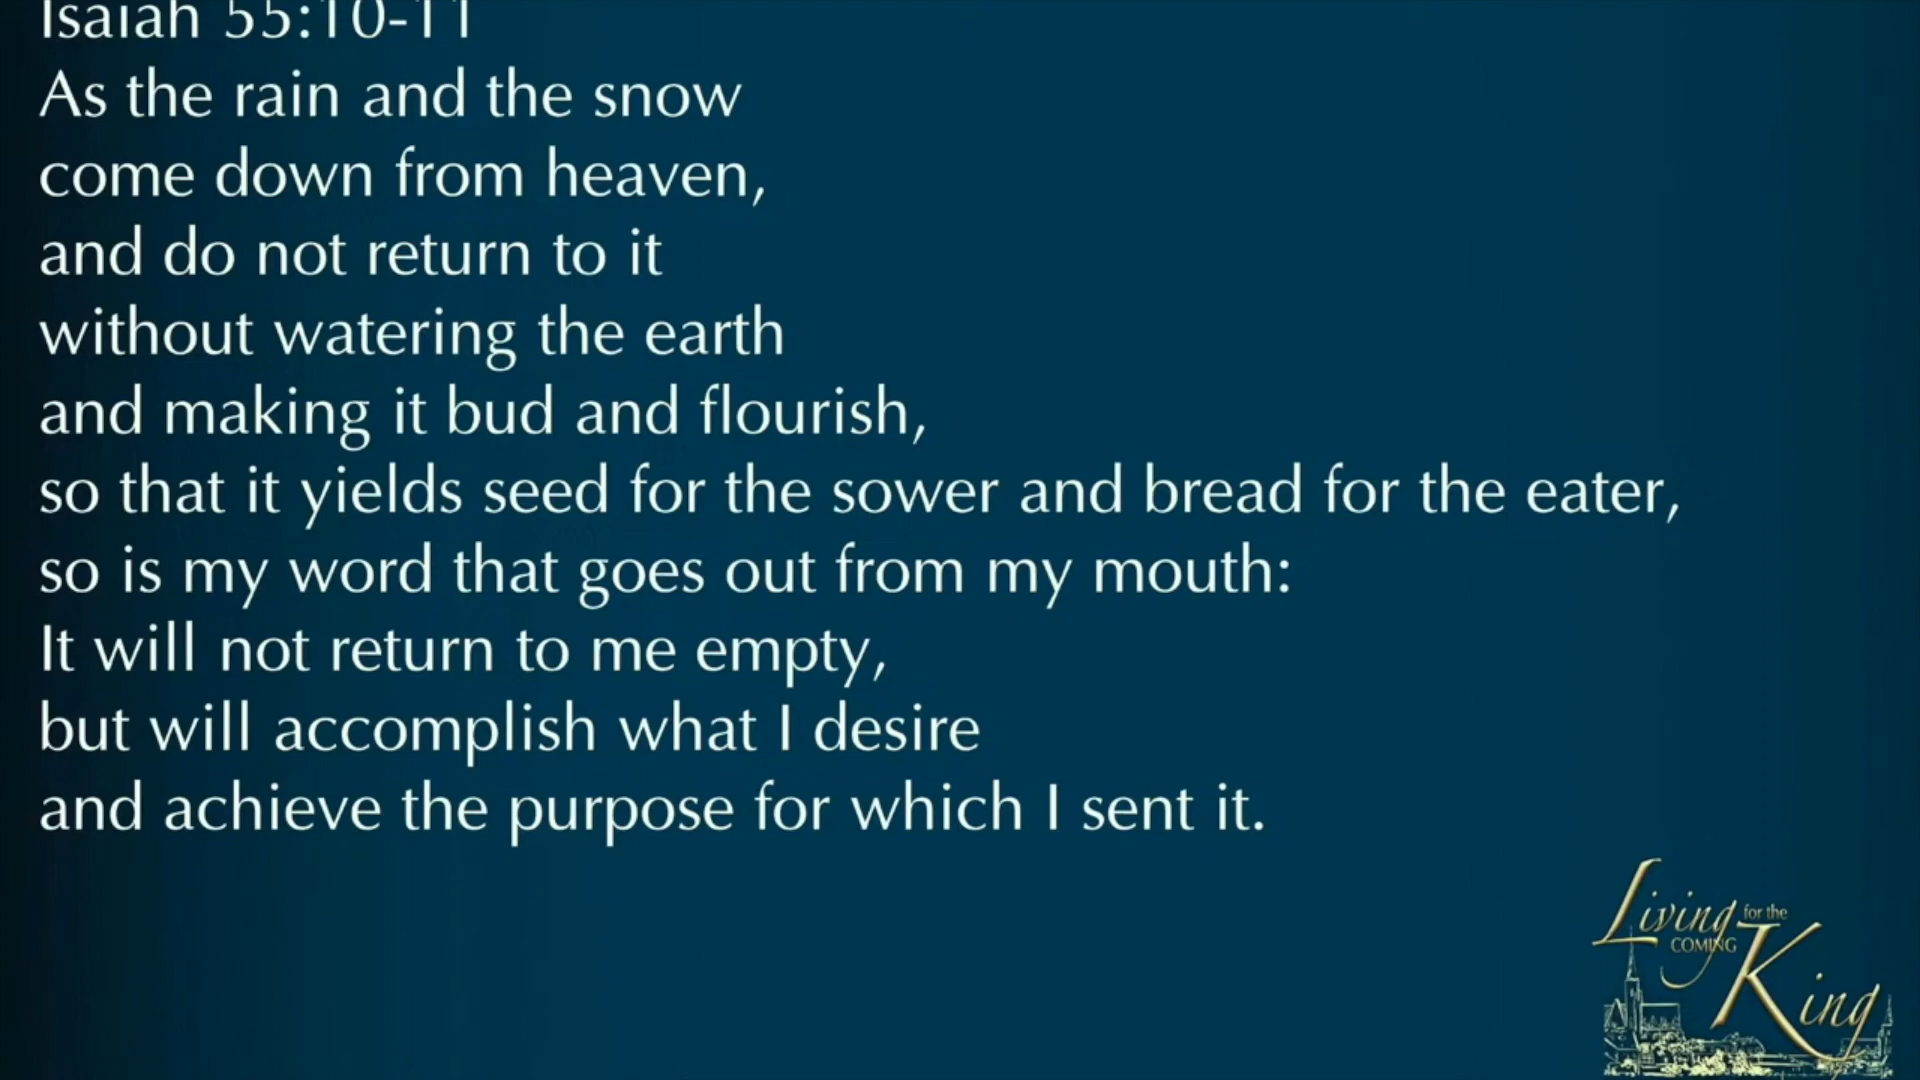 Isaiah 55:10-11
As the rain and the snow
come down from heaven,
and do not return to it
without watering the earth
and making it bud and flourish,
so that it yields seed for the sower and bread for the eater,
so is my word that goes out from my mouth:
It will not return to me empty,
but will accomplish what I desire
and achieve the purpose for which I sent it.
Living for the
COMING
King